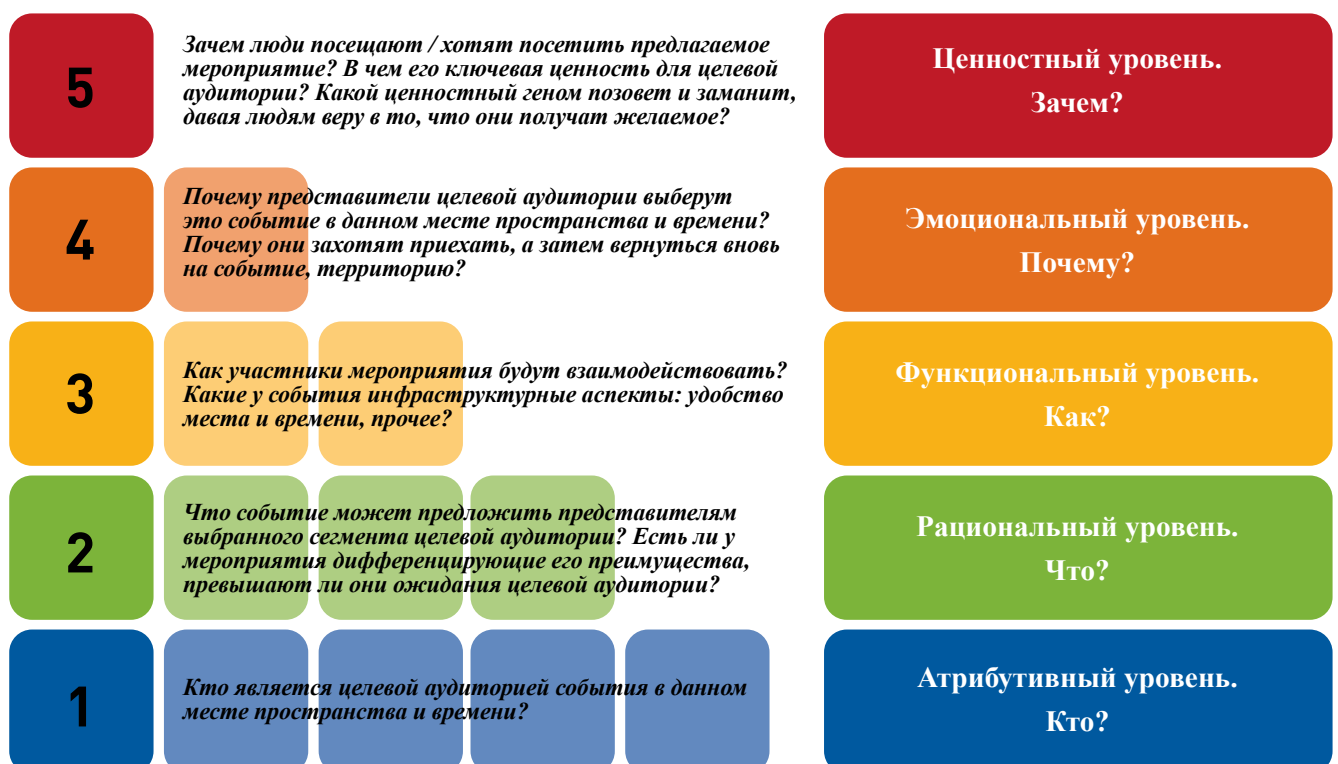 5
Зачем люди посещают / хотят посетить предлагаемое
мероприятие? В чем его ключевая ценность для целевой
аудитории? Какой ценностный геном позовет и заманит,
давая людям веру в то, что они получат желаемое?
Ценностный уровень.
Зачем?
4
Почему представители целевой аудитории выберут
это событие в данном месте пространства и времени?
Почему они захотят приехать, а затем вернуться вновь
на событие, территорию?
Эмоциональный уровень.
Почему?
3
Как участники мероприятия будут взаимодействовать?
Какие у события инфраструктурные аспекты: удобство
места и времени, прочее?
Функциональный уровень.
Как?
2
Что событие может предложить представителям
выбранного сегмента целевой аудитории? Есть ли у
мероприятия дифференцирующие его преимущества,
превышают ли они ожидания целевой аудитории?
Рациональный уровень.
Что?
1
Кто является целевой аудиторией события в данном
месте пространства и времени?
Атрибутивный уровень.
Кто?